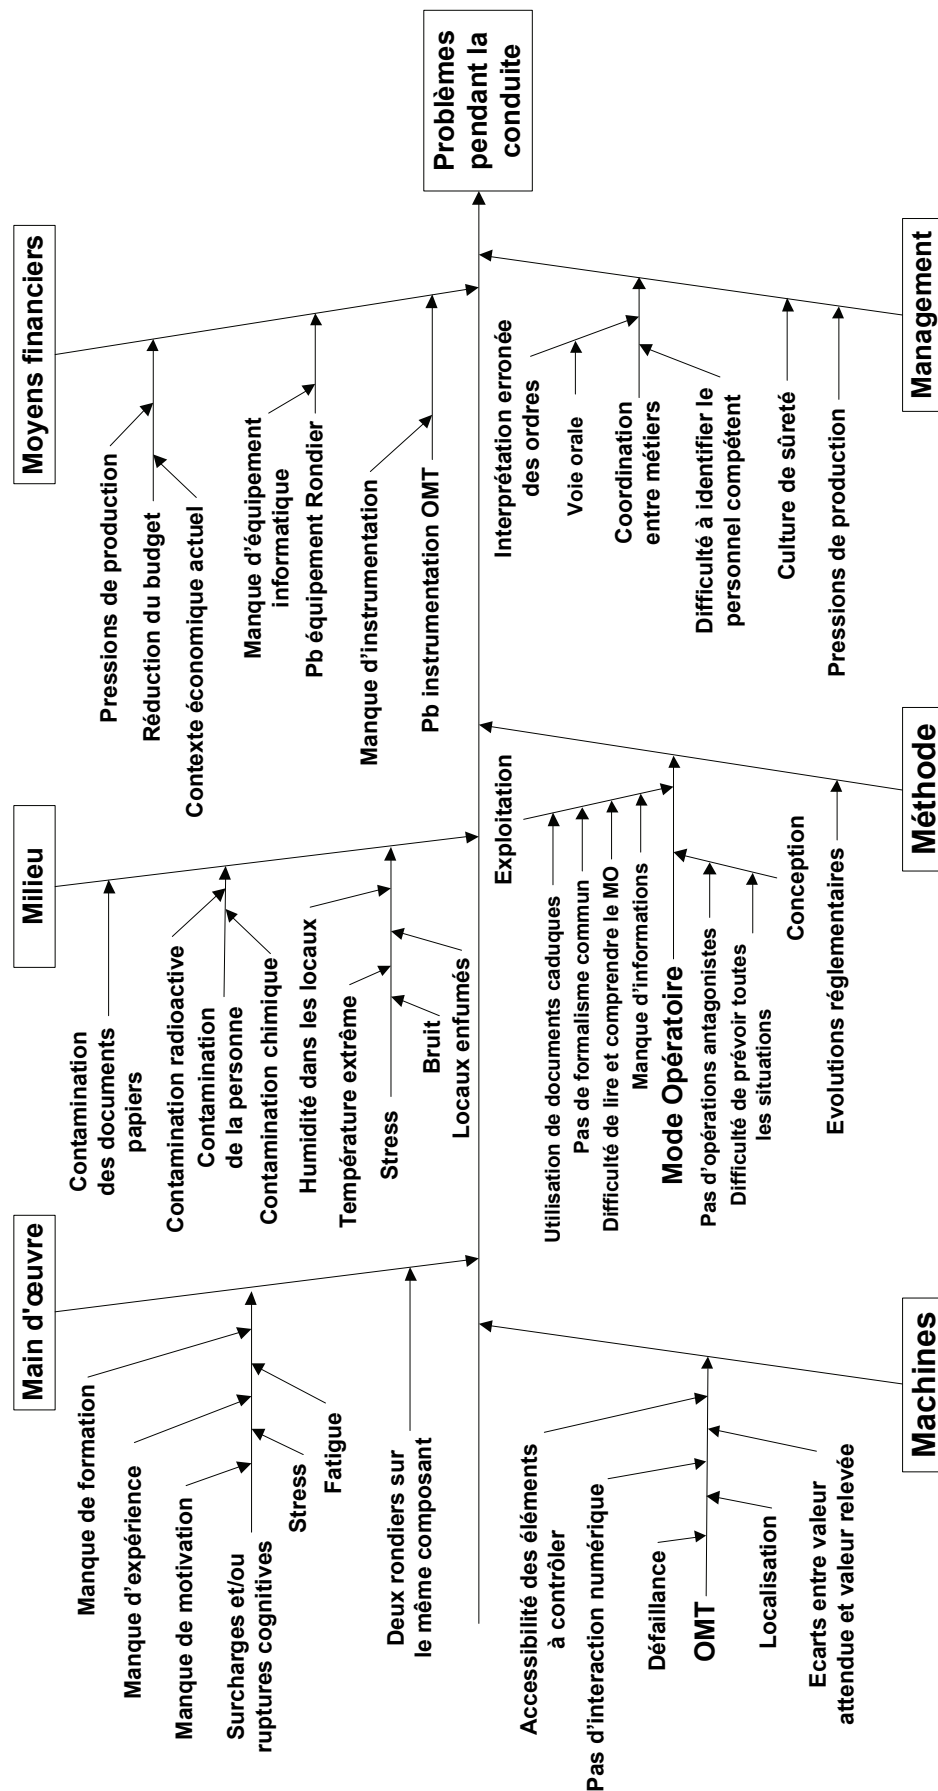 Main d'œuvre
Manque de formation
Manque d'expérience
Manque de motivation
Surcharges et/ou
ruptures cognitives
Stress
Fatigue
Deux rondiers sur
le même composant
Milieu
Contamination
des documents
papiers
Contamination radioactive
Contamination
de la personne
Contamination chimique
Humidité dans les locaux
Température extrême
Stress
Bruit
Locaux enfumés
Moyens financiers
Pressions de production
Réduction du budget
Contexte économique actuel
Manque d'équipement
informatique
Pb équipement Rondier
Manque d'instrumentation
Pb instrumentation OMT
Problèmes
pendant la
conduite
Accessibilité des éléments
à contrôler
Pas d'interaction numérique
Défaillance
OMT
Localisation
Ecarts entre valeur
attendue et valeur relevée
Machines
Exploitation
Utilisation de documents caduques
Pas de formalisme commun
Difficulté de lire et comprendre le MO
Manque d'informations
Mode Opératoire
Pas d'opérations antagonistes
Difficulté de prévoir toutes
les situations
Conception
Evolutions réglementaires
Méthode
Interprétation erronée
des ordres
Voie orale
Coordination
entre métiers
Difficulté à identifier le
personnel compétent
Culture de sûreté
Pressions de production
Management